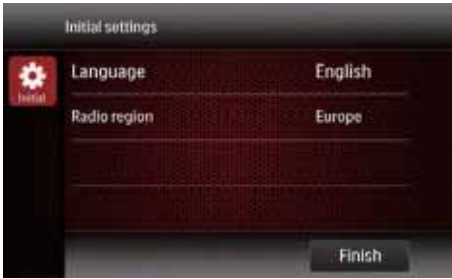 Initial settings
Language English
Initial
Radio region Europe
Finish